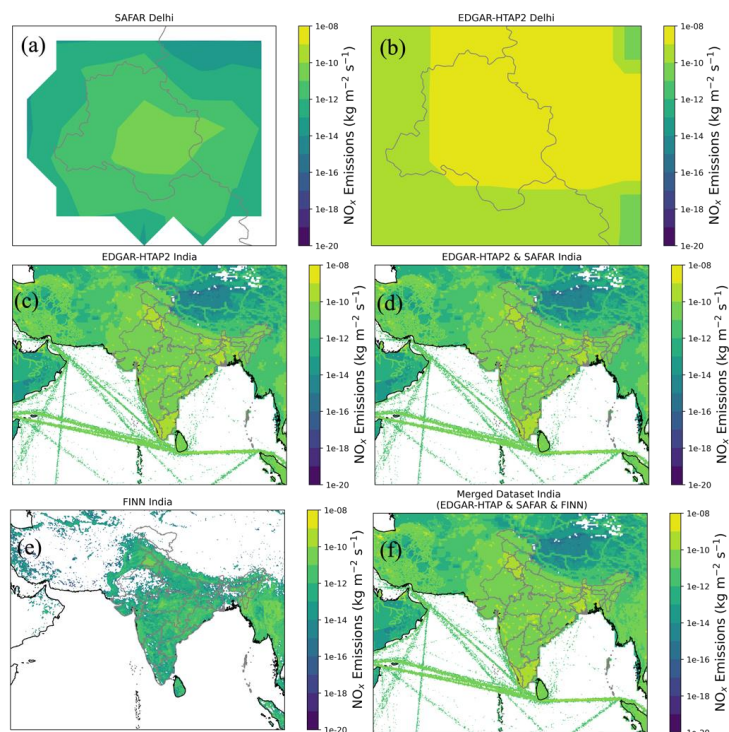 SAFAR Delhi
(a)
1e-08
1e-10
1e-12
1e-14
1e-16
1e-18
1e-20
NOx Emissions (kg m−2 s−1)
EDGAR-HTAP2 Delhi
(b)
1e-08
1e-10
1e-12
1e-14
1e-16
1e-18
1e-20
NOx Emissions (kg m−2 s−1)
EDGAR-HTAP2 India
(c)
1e-08
1e-10
1e-12
1e-14
1e-16
1e-18
1e-20
NOx Emissions (kg m−2 s−1)
EDGAR-HTAP2 & SAFAR India
(d)
1e-08
1e-10
1e-12
1e-14
1e-16
1e-18
1e-20
NOx Emissions (kg m−2 s−1)
FINN India
(e)
1e-08
1e-10
1e-12
1e-14
1e-16
1e-18
1e-20
NOx Emissions (kg m−2 s−1)
Merged Dataset India
(EDGAR-HTAP & SAFAR & FINN)
(f)
1e-08
1e-10
1e-12
1e-14
1e-16
1e-18
1e-20
NOx Emissions (kg m−2 s−1)